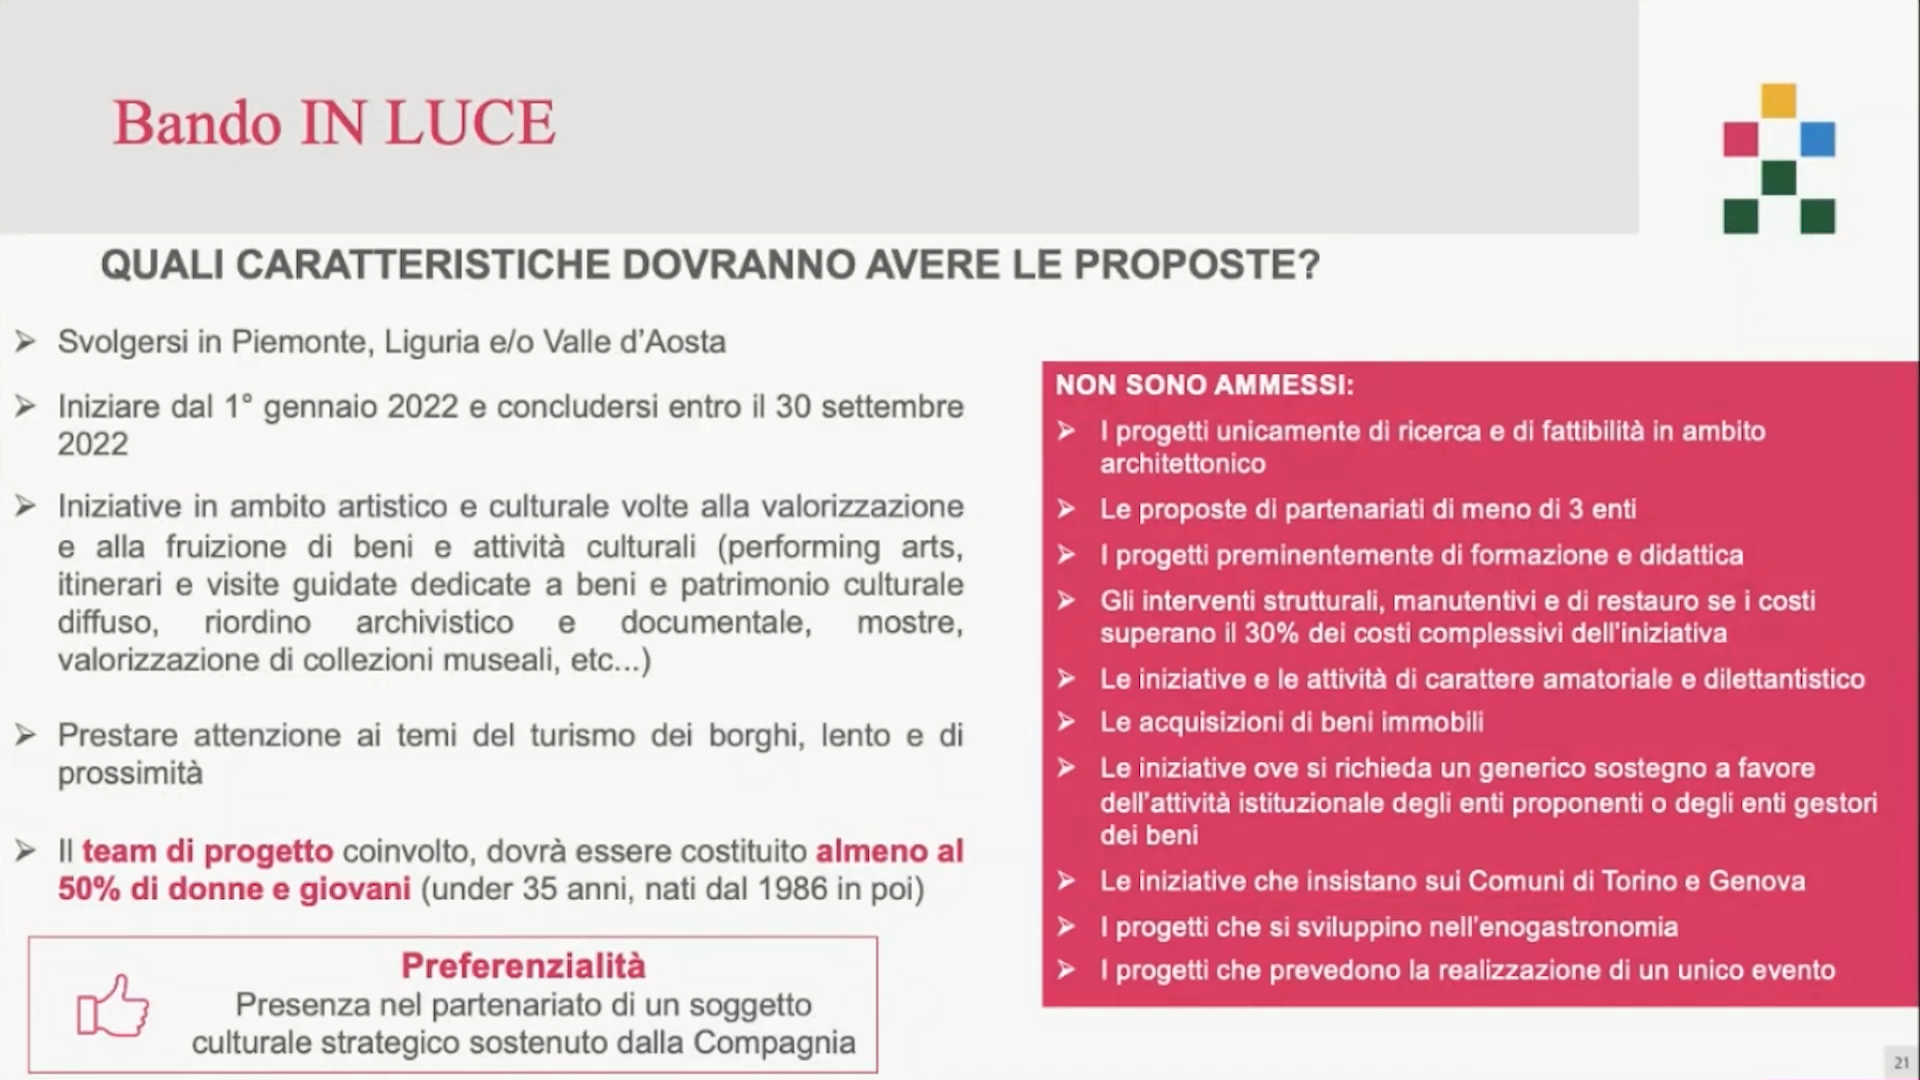 Bando IN LUCE
QUALI CARATTERISTICHE DOVRANNO AVERE LE PROPOSTE?
➢ Svolgersi in Piemonte, Liguria e/o Valle d'Aosta
➢ Iniziare dal 1° gennaio 2022 e concludersi entro il 30 settembre
2022
➢ Iniziative in ambito artistico e culturale volte alla valorizzazione
e alla fruizione di beni e attività culturali (performing arts,
itinerari e visite guidate dedicate a beni e patrimonio culturale
diffuso, riordino archivistico e documentale, mostre,
valorizzazione di collezioni museali, etc...)
➢ Prestare attenzione ai temi del turismo dei borghi, lento e di
prossimità
➢ Il team di progetto coinvolto, dovrà essere costituito almeno al
50% di donne e giovani (under 35 anni, nati dal 1986 in poi)
Preferenzialità
Presenza nel partenariato di un soggetto
culturale strategico sostenuto dalla Compagnia
NON SONO AMMESSI:
➢ I progetti unicamente di ricerca e di fattibilità in ambito
architettonico
➢ Le proposte di partenariati di meno di 3 enti
➢ I progetti preminentemente di formazione e didattica
➢ Gli interventi strutturali, manutentivi e di restauro se i costi
superano il 30% dei costi complessivi dell'iniziativa
➢ Le iniziative e le attività di carattere amatoriale e dilettantistico
➢ Le acquisizioni di beni immobili
➢ Le iniziative ove si richieda un generico sostegno a favore
dell'attività istituzionale degli enti proponenti o degli enti gestori
dei beni
➢ Le iniziative che insistano sui Comuni di Torino e Genova
➢ I progetti che si sviluppino nell'enogastronomia
➢ I progetti che prevedono la realizzazione di un unico evento
21